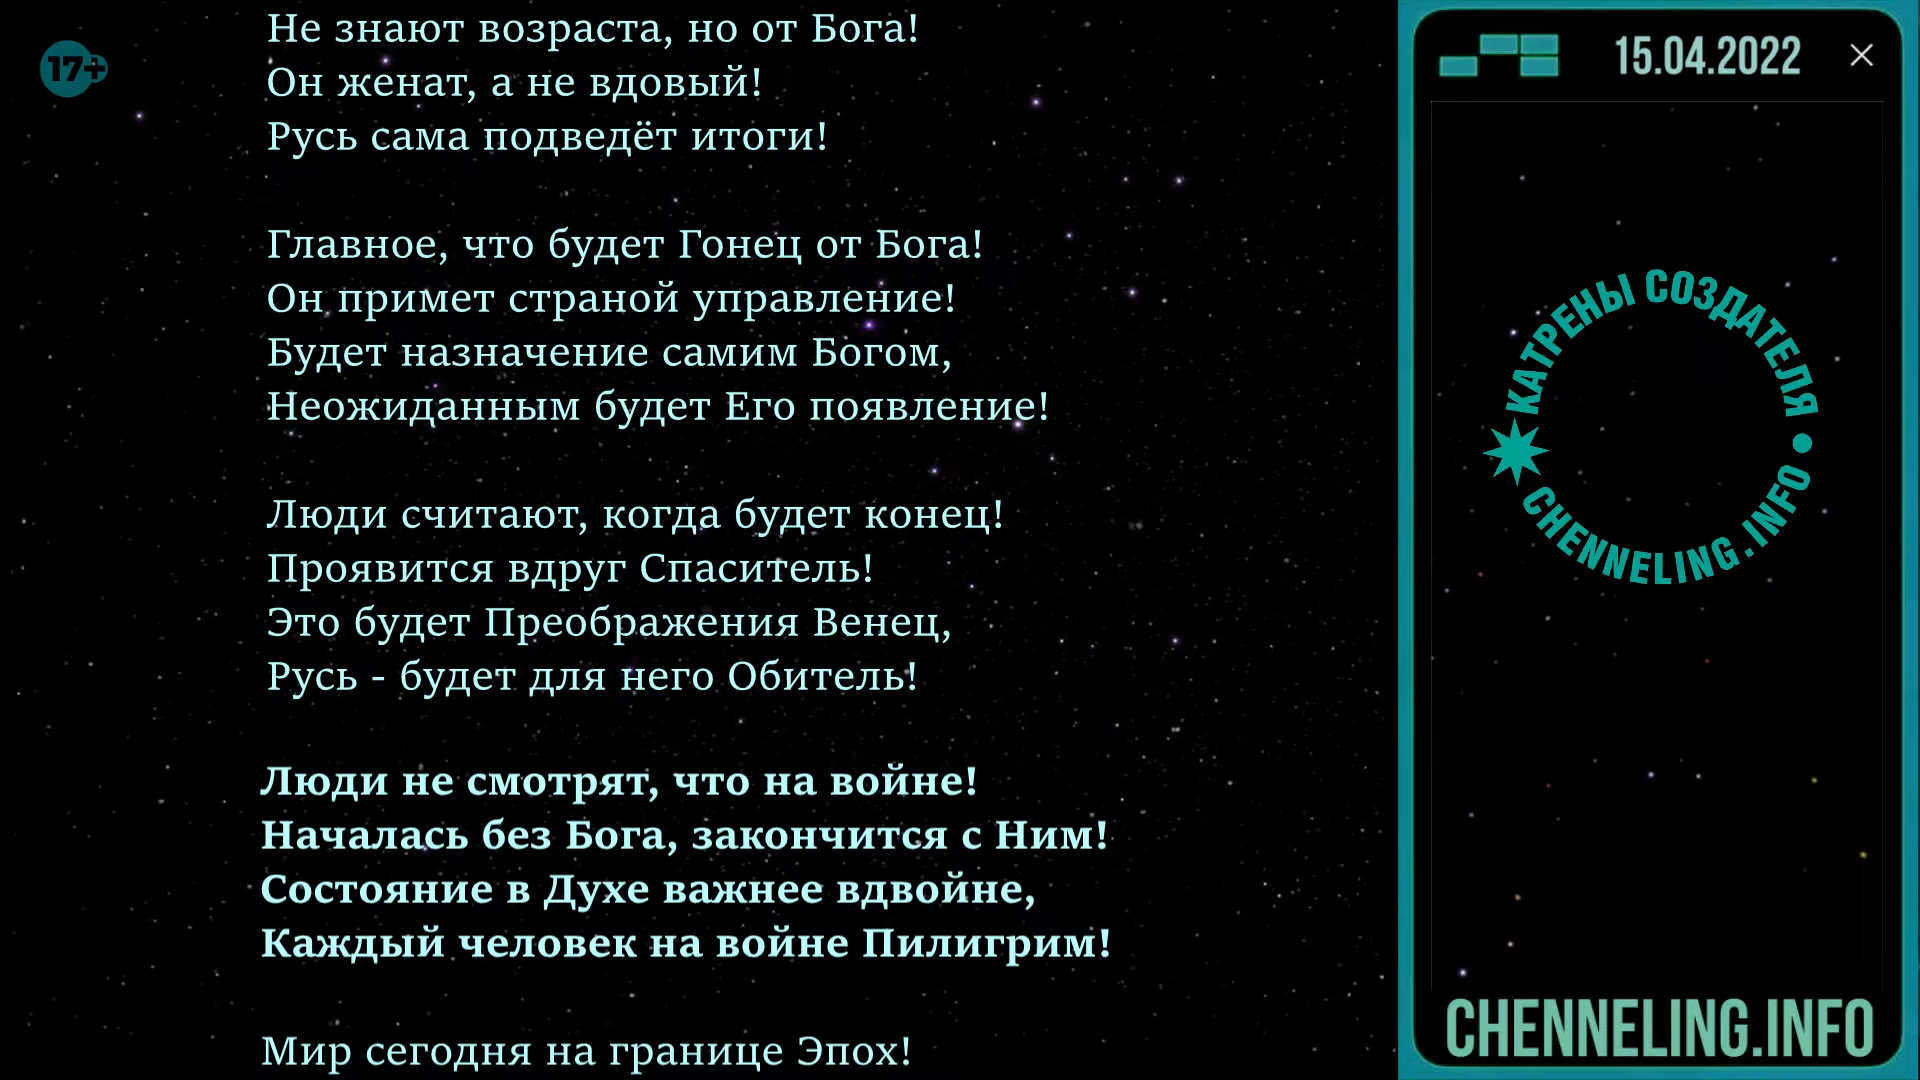 17+
Не знают возраста, но от Бога!
Он женат, а не вдовый!
Русь сама подведёт итоги!
Главное, что будет Гонец от Бога!
Он примет страной управление!
Будет назначение самим Богом,
Неожиданным будет Его появление!
Люди считают, когда будет конец!
Проявится вдруг Спаситель!
Это будет Преображения Венец,
Русь - будет для него Обитель!
Люди не смотрят, что на войне!
Началась без Бога, закончится с Ним!
Состояние в Духе важнее вдвойне,
Каждый человек на войне Пилигрим!
Мир сегодня на границе Эпох!
15.04.2022
КАТРЕНЫ СОЗДАТЕЛЯ
CHENNELING.INFO
CHENNELING.INFO